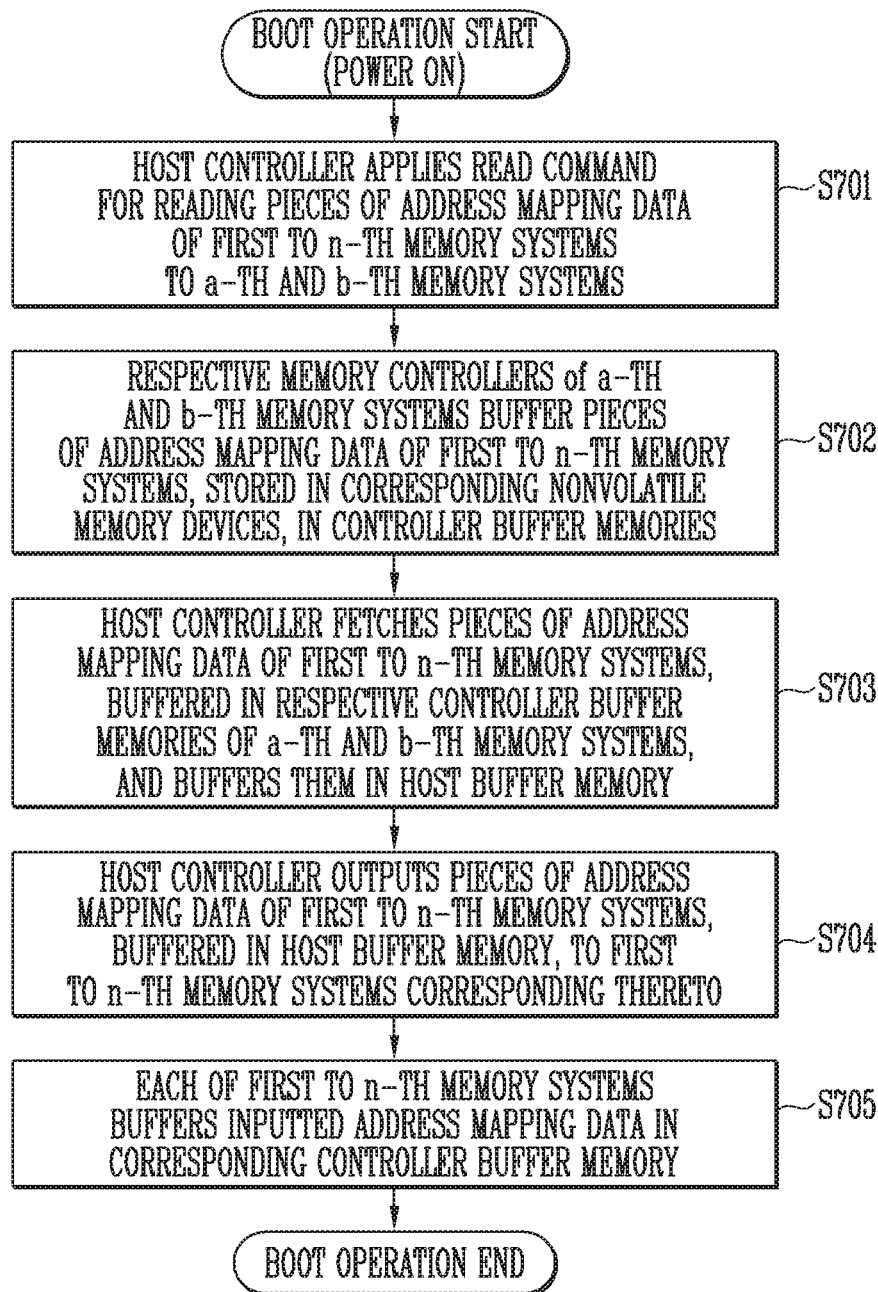 BOOT OPERATION START
(POWER ON)
HOST CONTROLLER APPLIES READ COMMAND
FOR READING PIECES OF ADDRESS MAPPING DATA
OF FIRST TO n-TH MEMORY SYSTEMS
TO a-TH AND b-TH MEMORY SYSTEMS
S701
RESPECTIVE MEMORY CONTROLLERS of a-TH
AND b-TH MEMORY SYSTEMS BUFFER PIECES
OF ADDRESS MAPPING DATA OF FIRST TO n-TH MEMORY
SYSTEMS, STORED IN CORRESPONDING NONVOLATILE
MEMORY DEVICES, IN CONTROLLER BUFFER MEMORIES
S702
HOST CONTROLLER FETCHES PIECES OF ADDRESS
MAPPING DATA OF FIRST TO n-TH MEMORY SYSTEMS,
BUFFERED IN RESPECTIVE CONTROLLER BUFFER
MEMORIES OF a-TH AND b-TH MEMORY SYSTEMS,
AND BUFFERS THEM IN HOST BUFFER MEMORY
S703
HOST CONTROLLER OUTPUTS PIECES OF ADDRESS
MAPPING DATA OF FIRST TO n-TH MEMORY SYSTEMS,
BUFFERED IN HOST BUFFER MEMORY, TO FIRST
TO n-TH MEMORY SYSTEMS CORRESPONDING THERETO
S704
EACH OF FIRST TO n-TH MEMORY SYSTEMS
BUFFERS INPUTTED ADDRESS MAPPING DATA IN
CORRESPONDING CONTROLLER BUFFER MEMORY
S705
BOOT OPERATION END